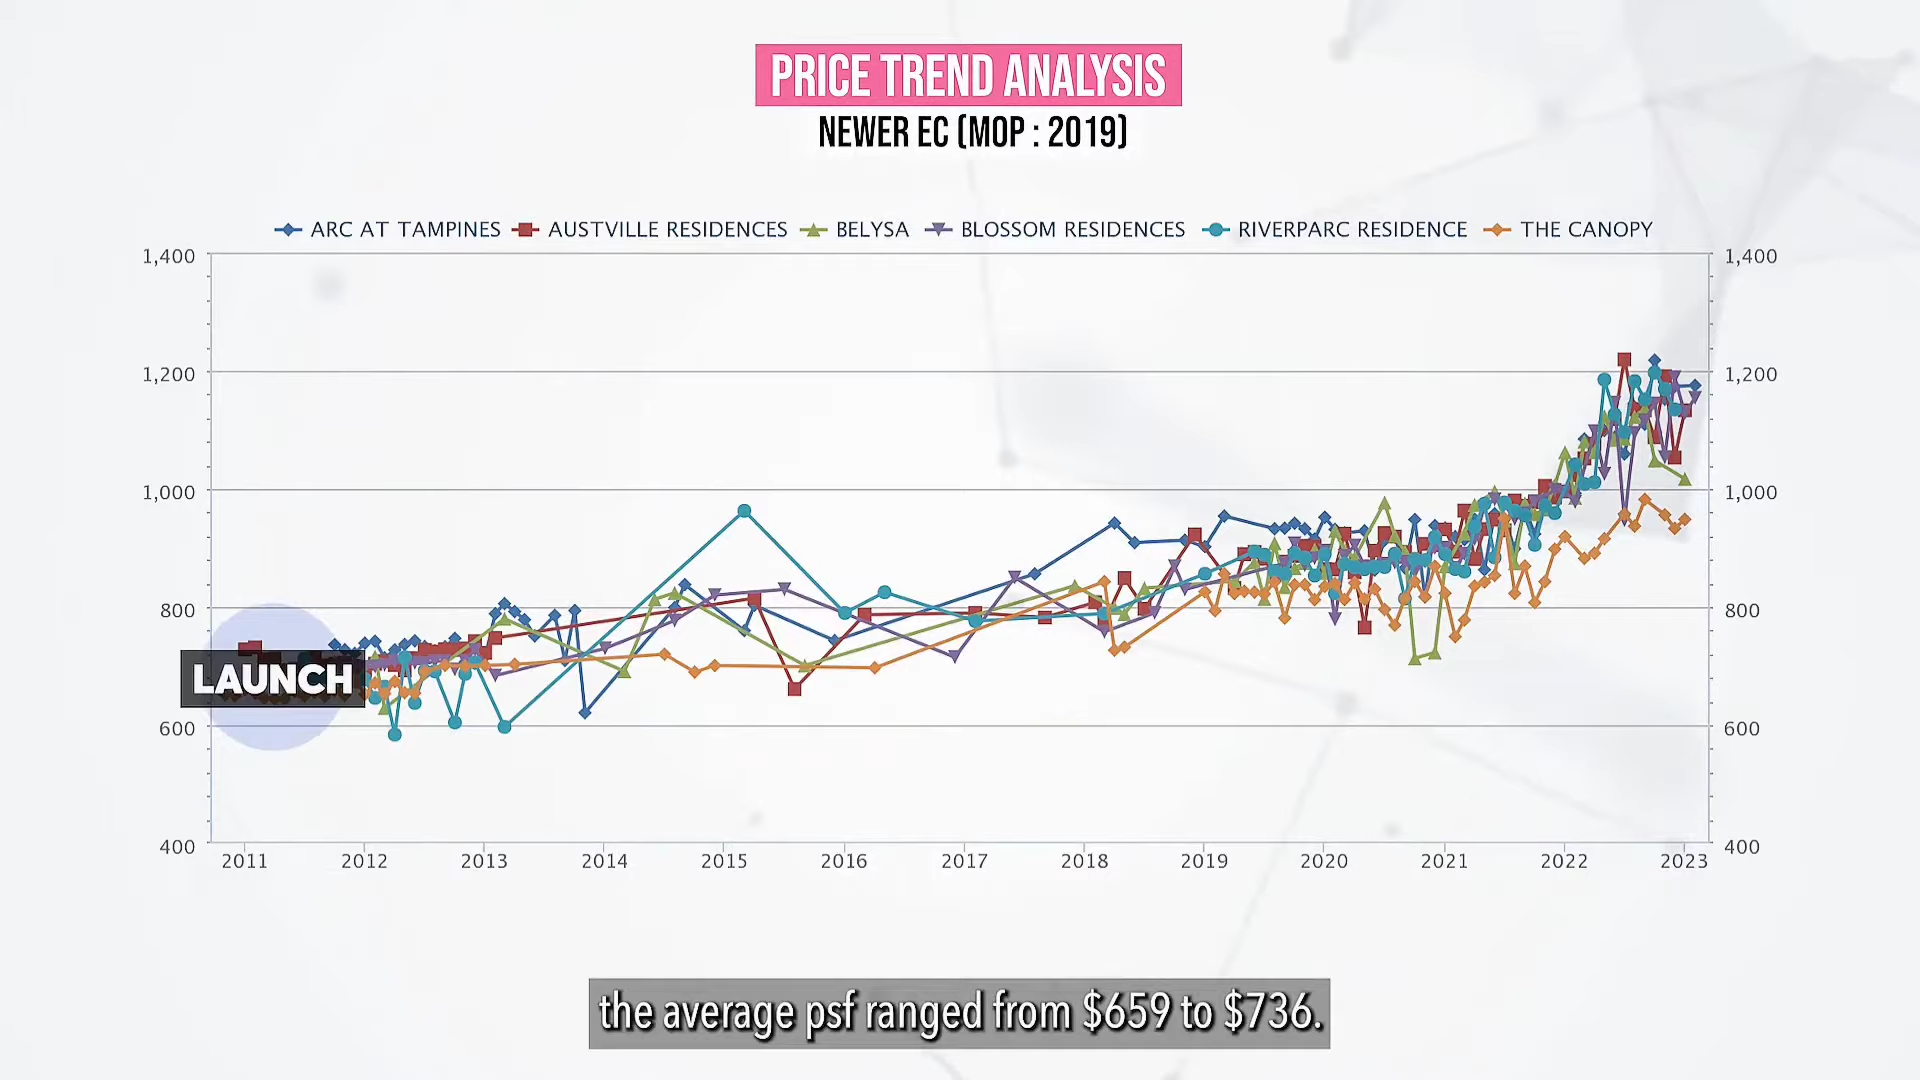 PRICE TREND ANALYSIS
NEWER EC (MOP : 2019)
ARC AT TAMPINES AUSTVILLE RESIDENCES BELYSA BLOSSOM RESIDENCES RIVERPARC RESIDENCE THE CANOPY
1,400 1,400
1,200 1,200
1,000 1,000
800 800
LAUNCH
600 600
400 400
2011 2012 2013 2014 2015 2016 2017 2018 2019 2020 2021 2022 2023
the average psf ranged from $659 to $736.